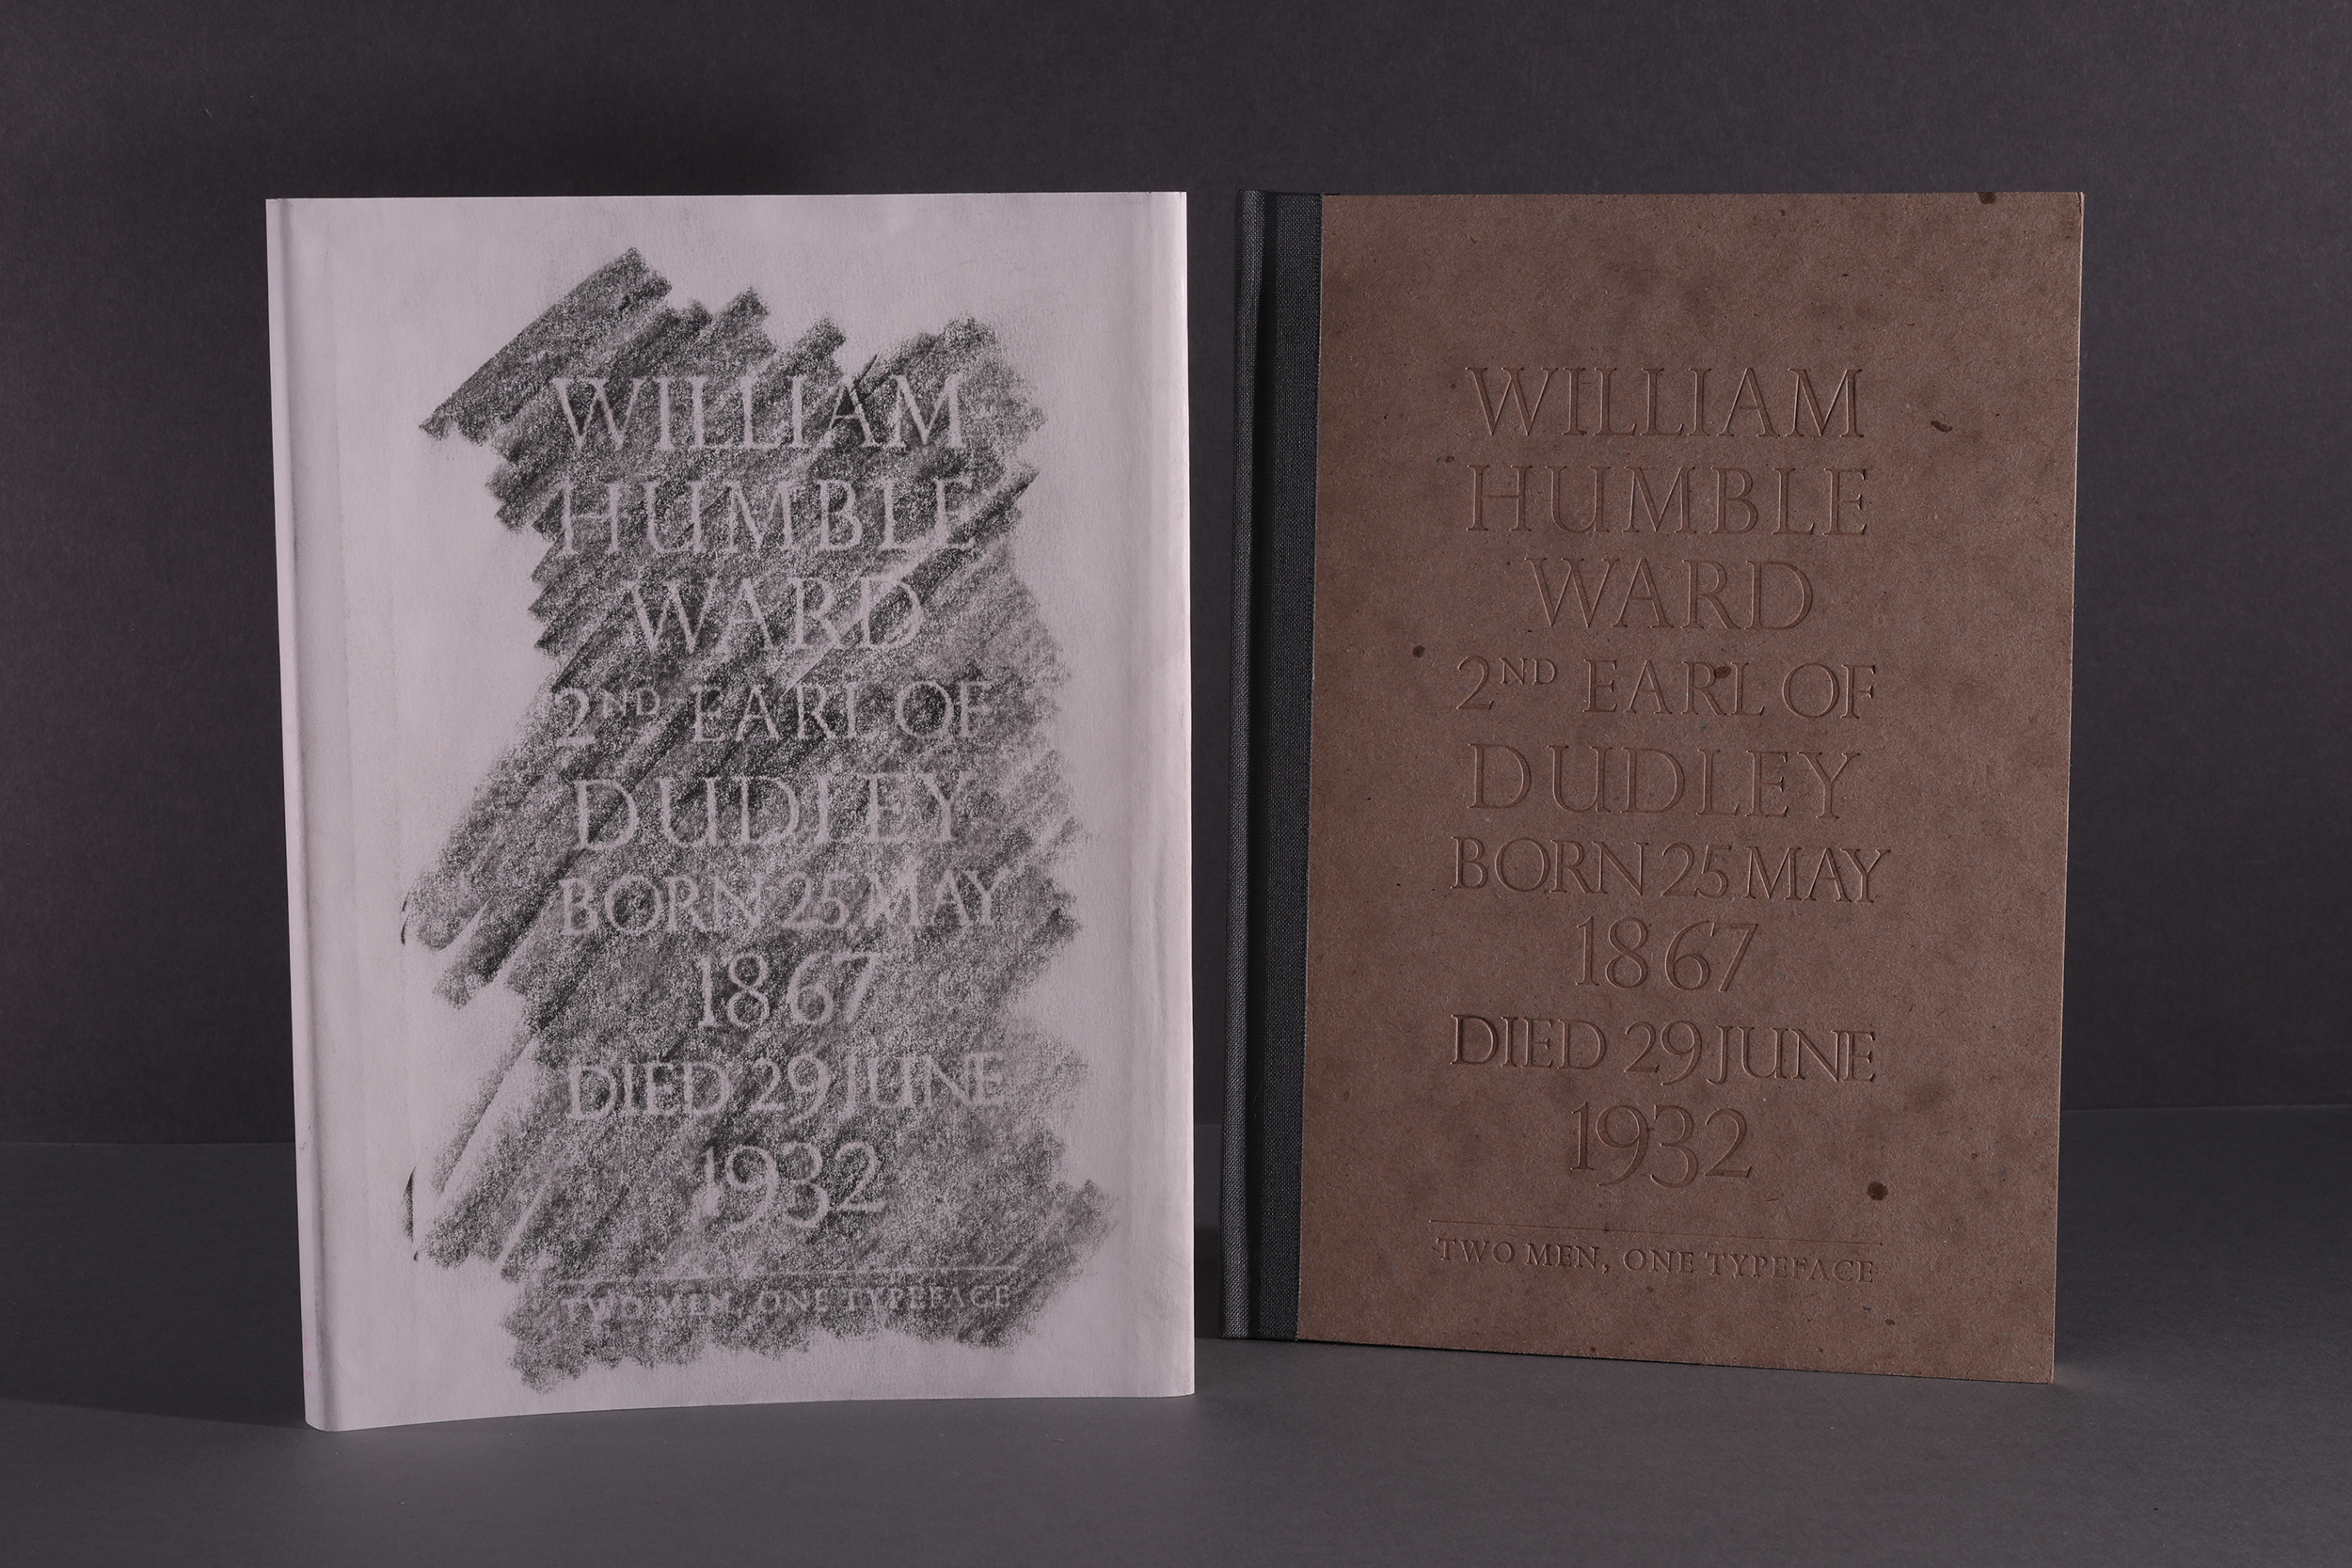 WILLIAM
HUMBLE
WARD
2ND EARL OF
DUDLEY
BORN 25 MAY
1867
DIED 29 JUNE
1932
TWO MEN, ONE TYPEFACE
WILLIAM
HUMBLE
WARD
2ND EARL OF
DUDLEY
BORN 25 MAY
1867
DIED 29 JUNE
1932
TWO MEN, ONE TYPEFACE